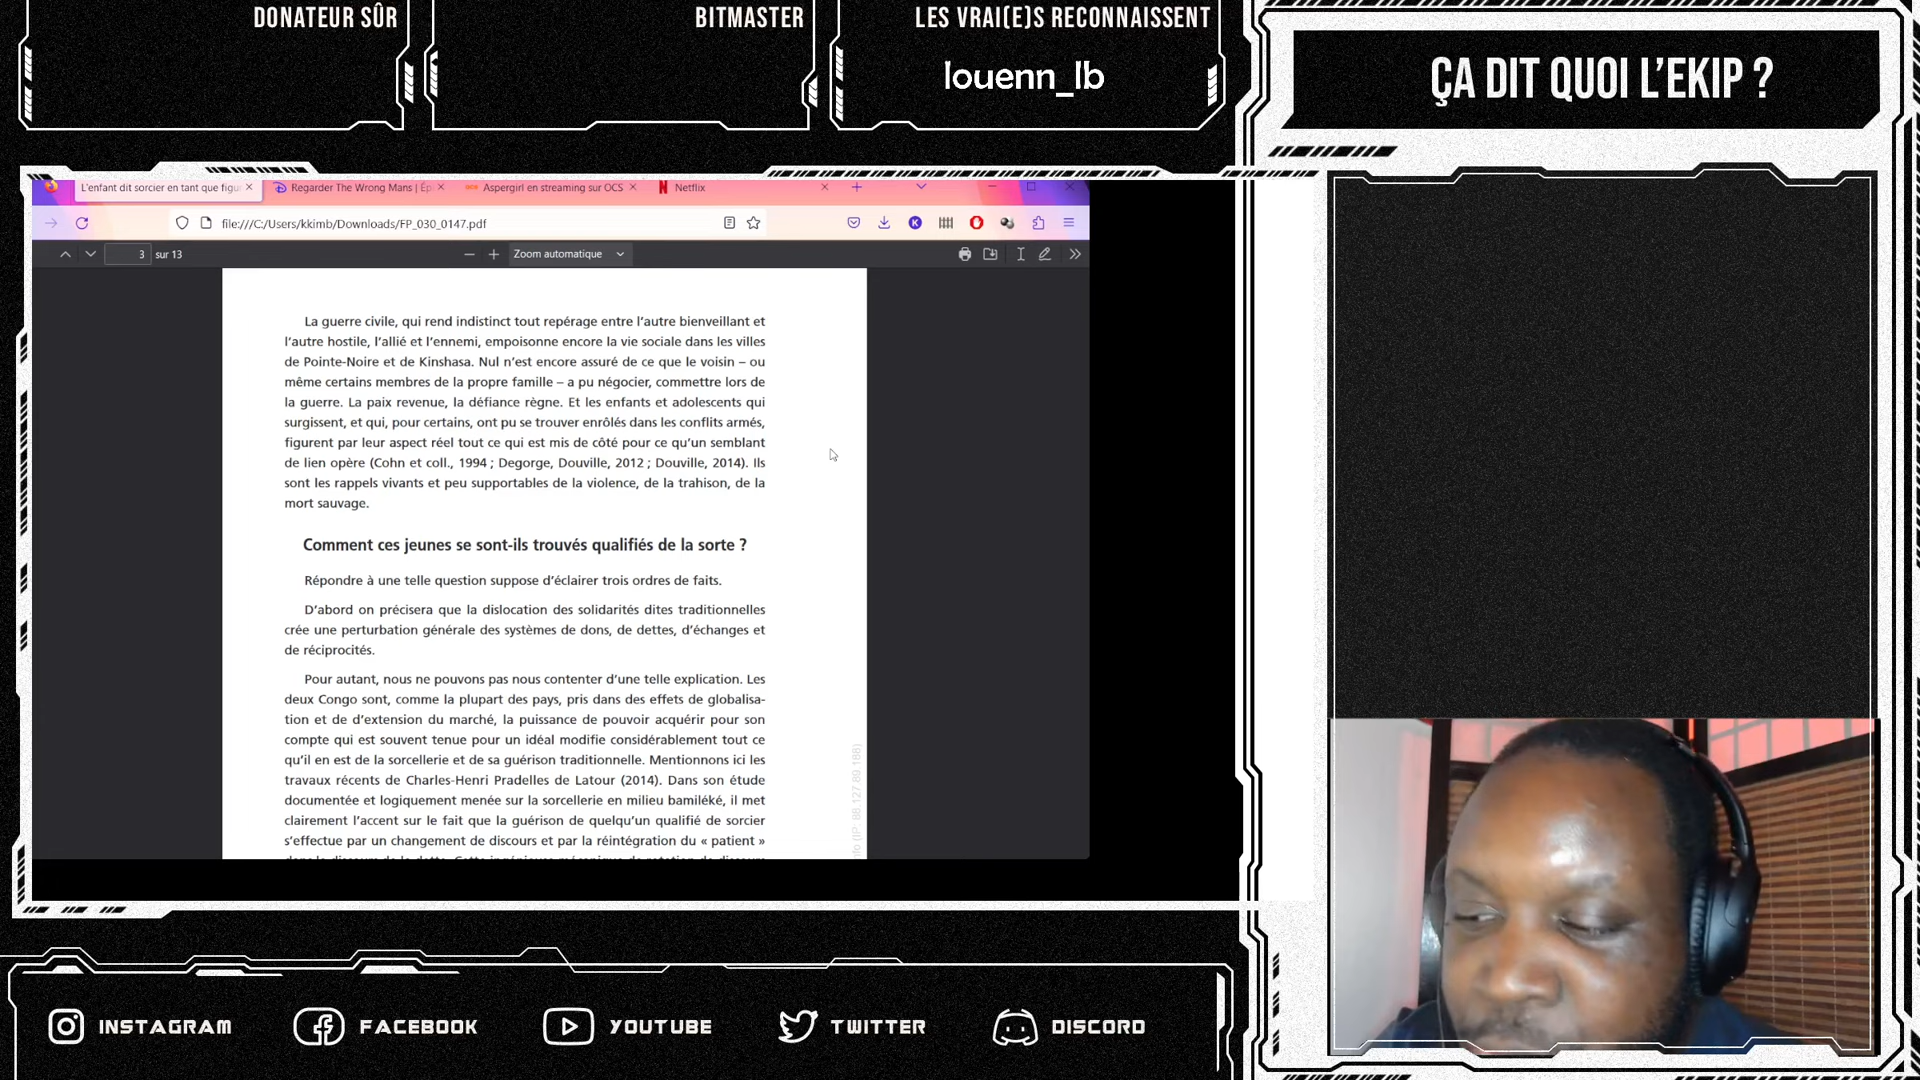 DONATEUR SÛR
BITMASTER
LES VRAI(E)S RECONNAISSENT
louenn_lb
ÇA DIT QUOI L'EKIP ?
L'enfant dit sorcier en tant que figu
Regarder The Wrong Mans | Ép
Aspergirl en streaming sur OCS
Netflix
file:///C:/Users/kkimb/Downloads/FP_030_0147.pdf
3 sur 13
Zoom automatique
La guerre civile, qui rend indistinct tout repérage entre l'autre bienveillant et
l'autre hostile, l'allié et l'ennemi, empoisonne encore la vie sociale dans les villes
de Pointe-Noire et de Kinshasa. Nul n'est encore assuré de ce que le voisin – ou
même certains membres de la propre famille – a pu négocier, commettre lors de
la guerre. La paix revenue, la défiance règne. Et les enfants et adolescents qui
surgissent, et qui, pour certains, ont pu se trouver enrôlés dans les conflits armés,
figurent par leur aspect réel tout ce qui est mis de côté pour ce qu'un semblant
de lien opère (Cohn et coll., 1994 ; Degorge, Douville, 2012 ; Douville, 2014). Ils
sont les rappels vivants et peu supportables de la violence, de la trahison, de la
mort sauvage.
Comment ces jeunes se sont-ils trouvés qualifiés de la sorte ?
Répondre à une telle question suppose d'éclairer trois ordres de faits.
D'abord on précisera que la dislocation des solidarités dites traditionnelles
crée une perturbation générale des systèmes de dons, de dettes, d'échanges et
de réciprocités.
Pour autant, nous ne pouvons pas nous contenter d'une telle explication. Les
deux Congo sont, comme la plupart des pays, pris dans des effets de globalisa-
tion et de d'extension du marché, la puissance de pouvoir acquérir pour son
compte qui est souvent tenue pour un idéal modifie considérablement tout ce
qu'il en est de la sorcellerie et de sa guérison traditionnelle. Mentionnons ici les
travaux récents de Charles-Henri Pradelles de Latour (2014). Dans son étude
documentée et logiquement menée sur la sorcellerie en milieu bamiléké, il met
clairement l'accent sur le fait que la guérison de quelqu'un qualifié de sorcier
s'effectue par un changement de discours et par la réintégration du « patient »
INSTAGRAM
FACEBOOK
YOUTUBE
TWITTER
DISCORD